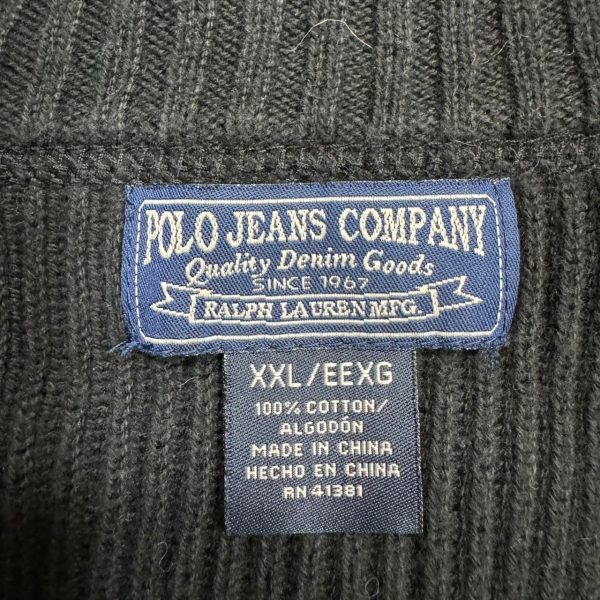 POLO JEANS COMPANY
Quality Denim Goods
SINCE 1967
RALPH LAUREN MFG.
XXL/EEXG
100% COTTON/
ALGODÓN
MADE IN CHINA
HECHO EN CHINA
RN 41381